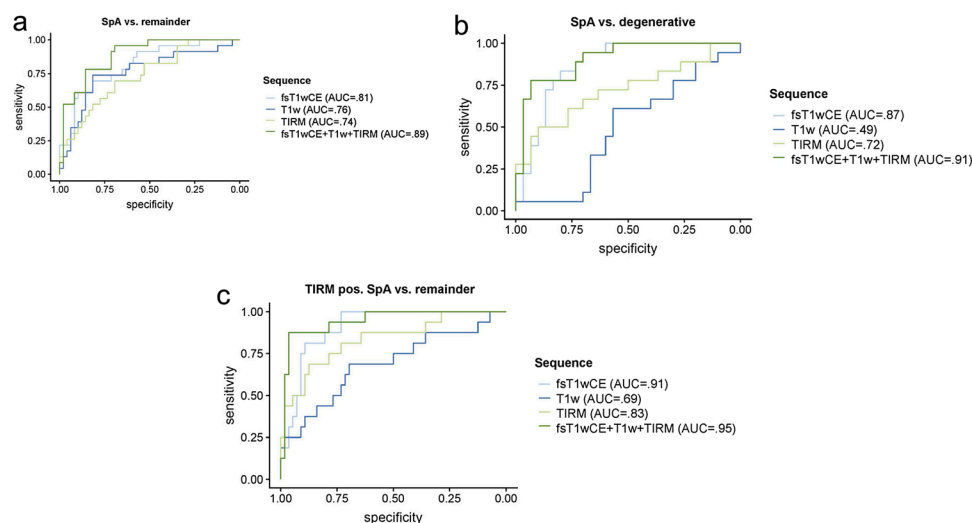 a
SpA vs. remainder
1.00
0.75
0.50
0.25
0.00
sensitivity
1.00
0.75
0.50
0.25
0.00
specificity
Sequence
fsT1wCE (AUC=.81)
T1w (AUC=.76)
TIRM (AUC=.74)
fsT1wCE+T1w+TIRM (AUC=.89)
b
SpA vs. degenerative
1.00
0.75
0.50
0.25
0.00
sensitivity
1.00
0.75
0.50
0.25
0.00
specificity
Sequence
fsT1wCE (AUC=.87)
T1w (AUC=.49)
TIRM (AUC=.72)
fsT1wCE+T1w+TIRM (AUC=.91)
c
TIRM pos. SpA vs. remainder
1.00
0.75
0.50
0.25
0.00
sensitivity
1.00
0.75
0.50
0.25
0.00
specificity
Sequence
fsT1wCE (AUC=.91)
T1w (AUC=.69)
TIRM (AUC=.83)
fsT1wCE+T1w+TIRM (AUC=.95)